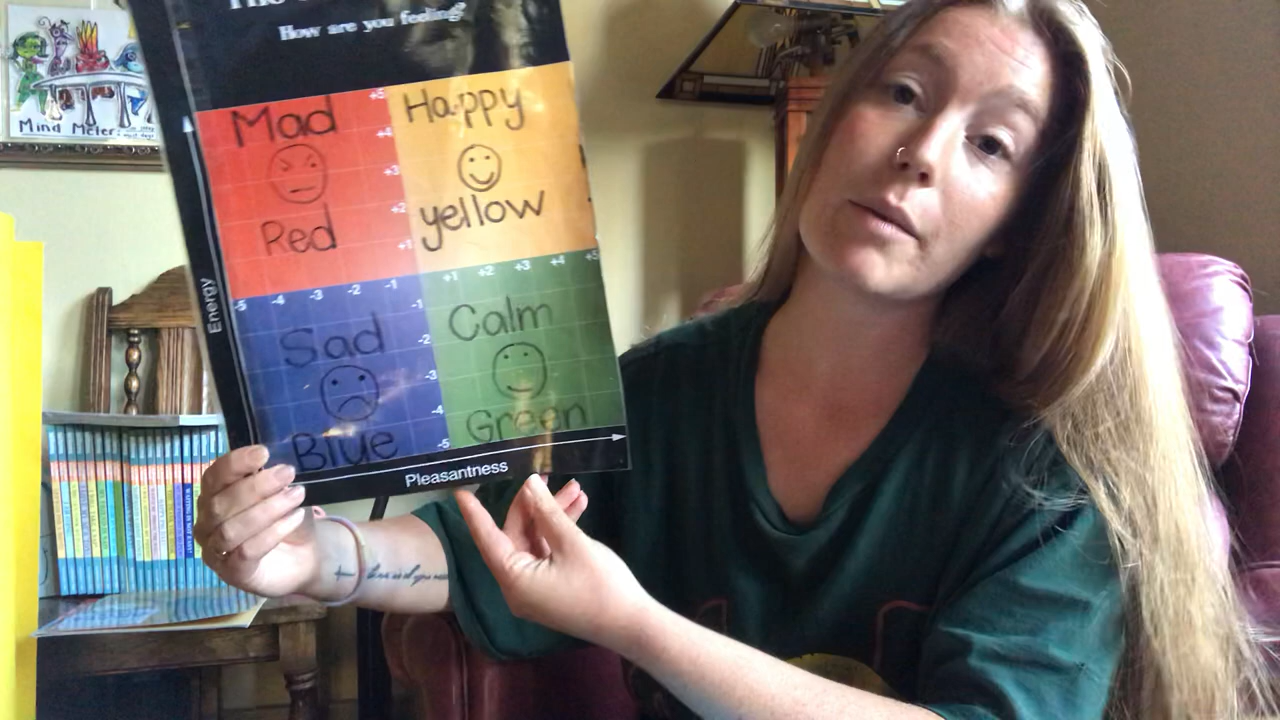 The
How are you feeling?
Mad
Red
Happy
yellow
Sad
Blue
Calm
Green
+5
+4
+3
+2
+1
-5 -4 -3 -2 -1
+1 +2 +3 +4 +5
-1
-2
-3
-4
-5
Energy
Pleasantness
Mind Meter